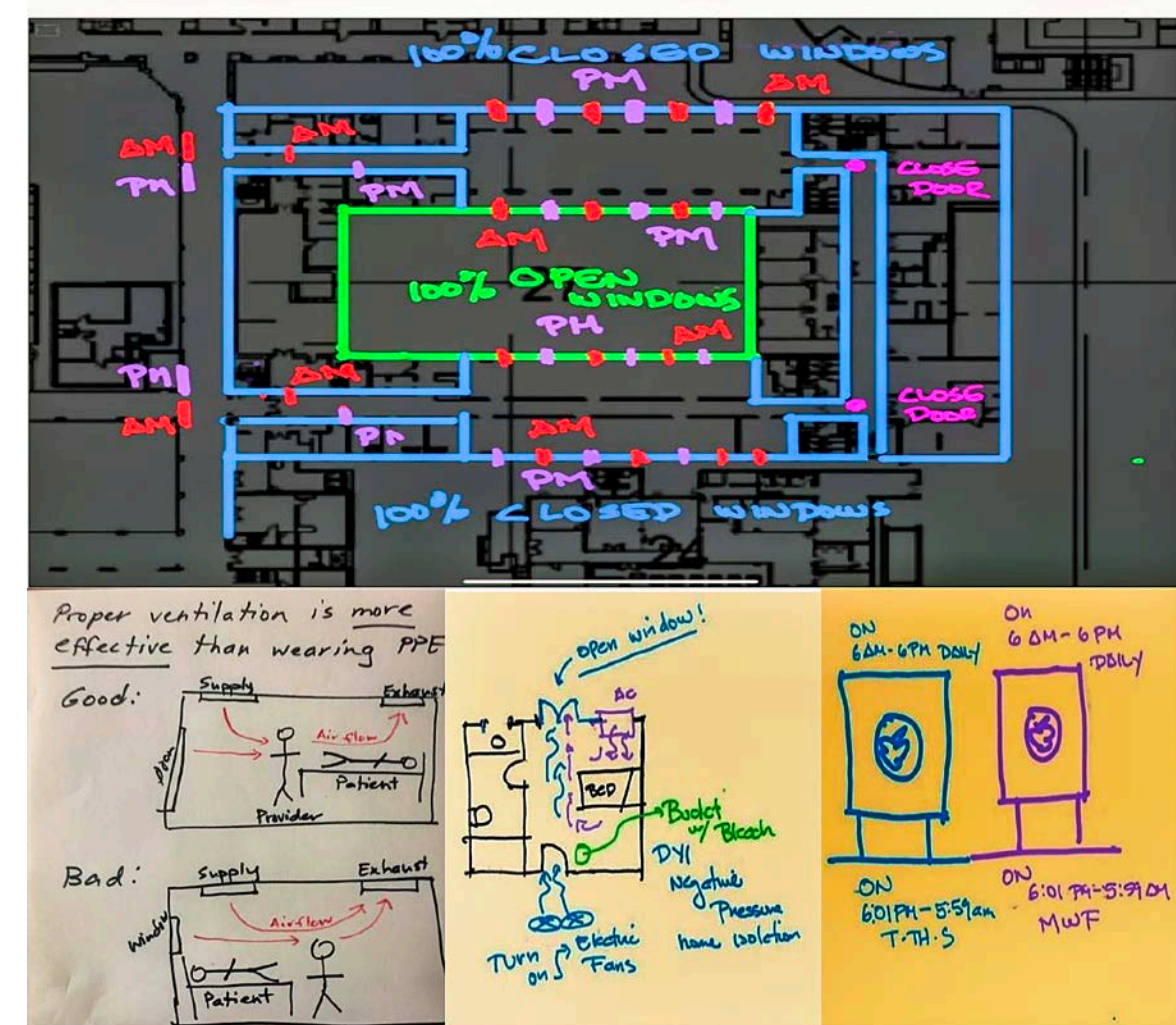 100% CLOSED WINDOWS
PM
AM
AM
PM
AM
PM
CLOSE
DOOR
AM
PM
100% OPEN
WINDOWS
PM
AM
PM
AM
AM
PM
CLOSE
DOOR
AM
PM
100% CLOSED WINDOWS
Proper ventilation is more
effective than wearing PPE
Good:
Supply
Exhaust
Airflow
Patient
Provider
Bad:
Supply
Exhaust
Airflow
Window
Patient
open window!
AC
BED
Bucket
w/ Bleach
DYI
Negative
Pressure
home isolation
Turn
on
Electric
Fans
ON
6AM-6PM DAILY
ON
6:01PM-5:59am
T·TH·S
On
6AM-6PM
DAILY
ON
6:01PM-5:59AM
MWF